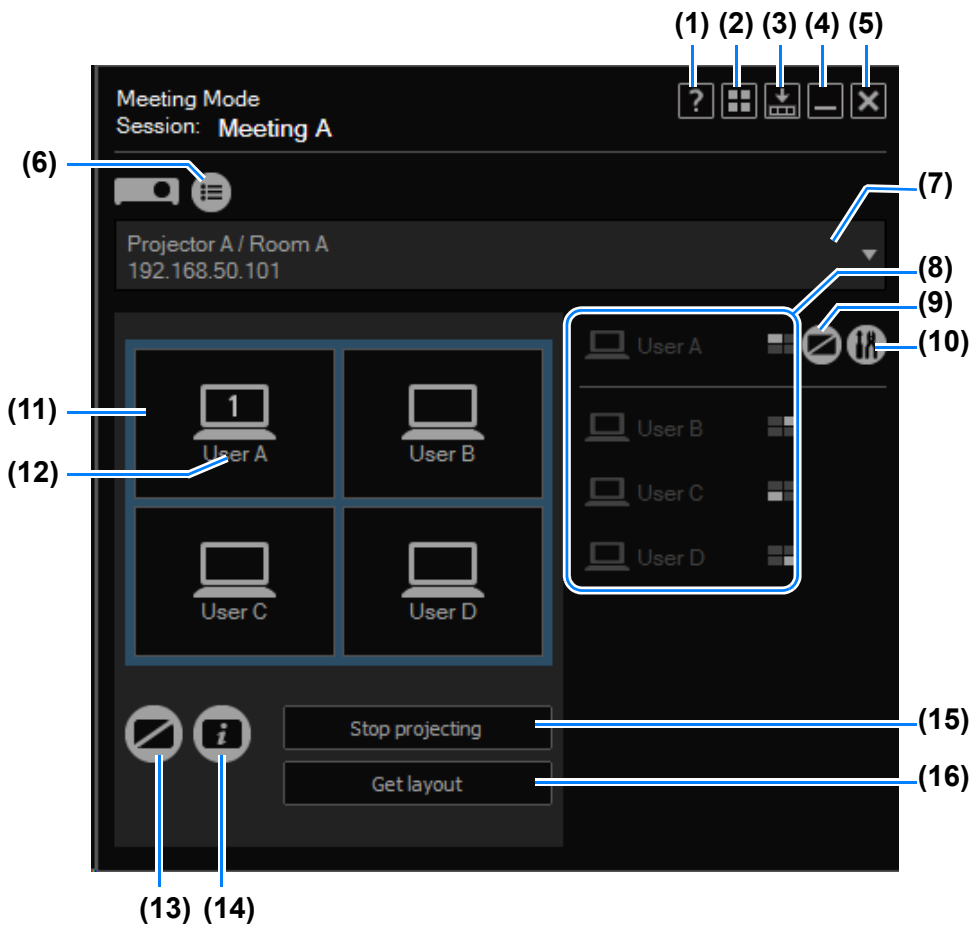 (1) (2) (3) (4) (5)
?
Meeting Mode
Session: Meeting A
(6)
(7)
Projector A / Room A
192.168.50.101
(8)
(9)
User A
(10)
1
(11)
User A
User B
User B
(12)
User C
User D
User C
User D
i
Stop projecting
(15)
Get layout
(16)
(13) (14)